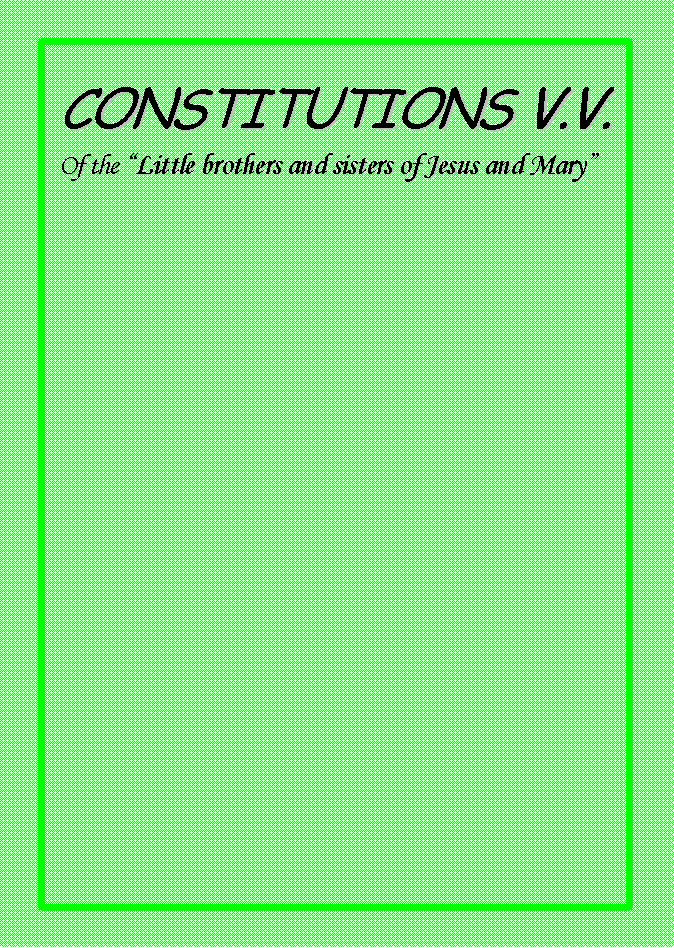 CONSTITUTIONS V.V.
Of the “Little brothers and sisters of Jesus and Mary”